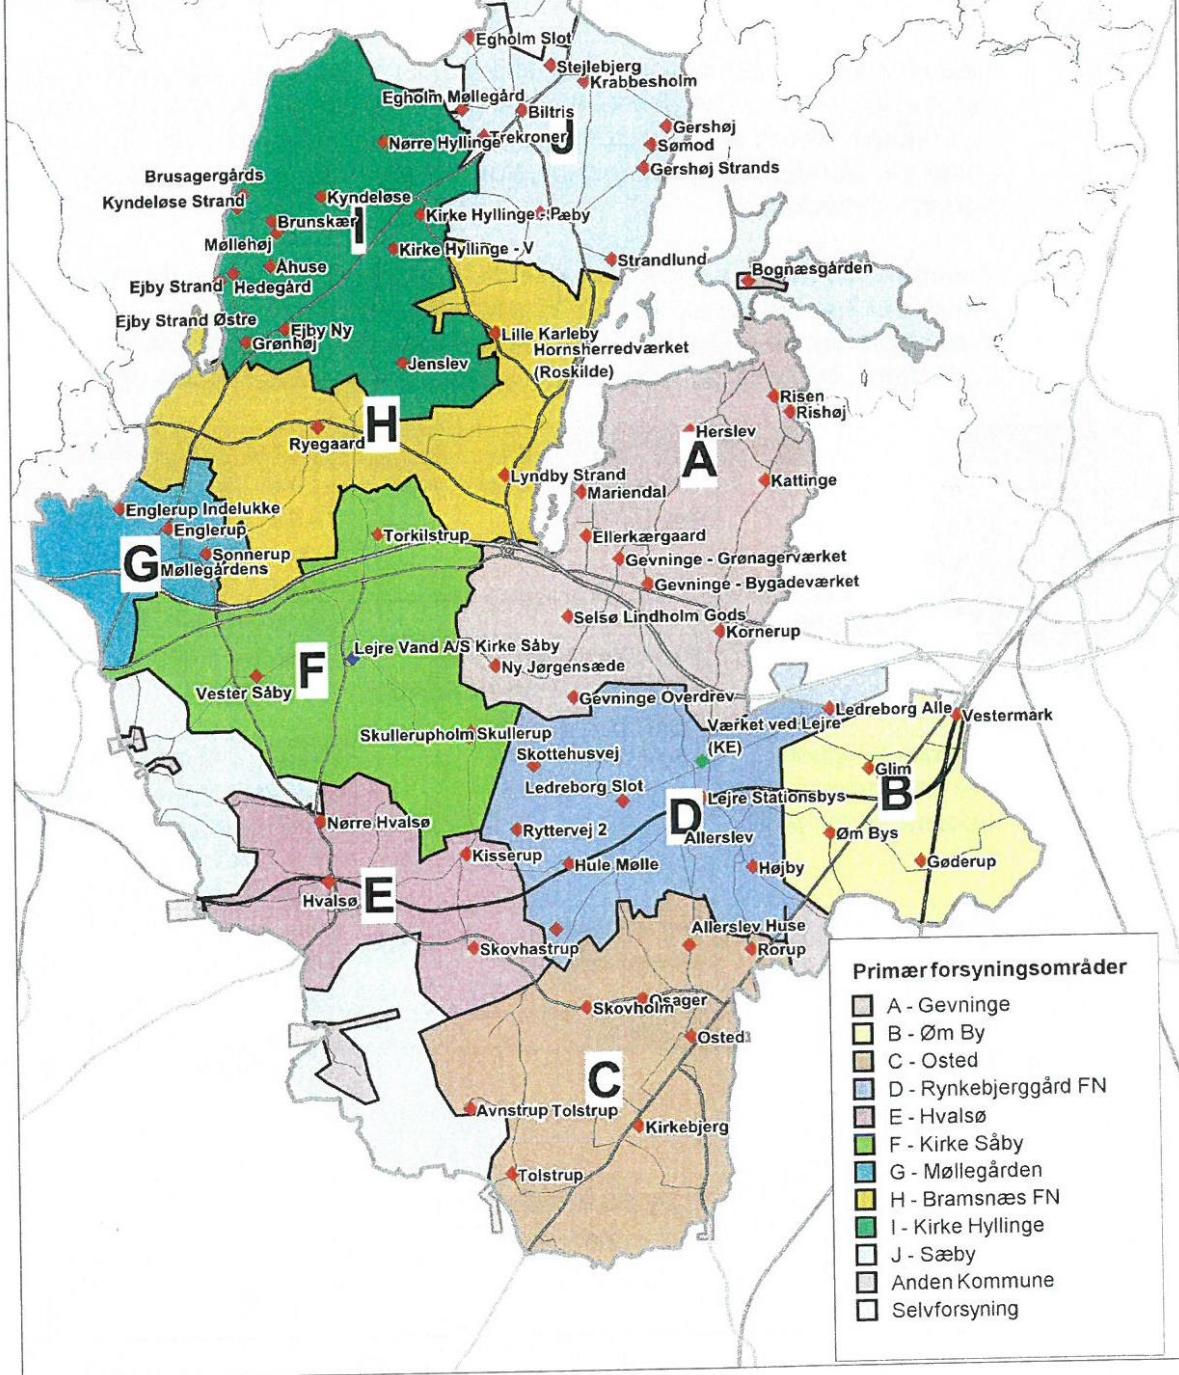 Egholm Slot
Stejlebjerg
Krabbesholm
Egholm Møllegård
Biltris
J
Gershøj
Trekroner
Nørre Hyllinge
Sømod
Gershøj Strands
Brusagergårds
Kyndeløse Strand
Kyndeløse
Brunskær
I
Kirke Hyllinge - P
æby
Møllehøj
Kirke Hyllinge - V
Strandlund
Åhuse
Bognæsgården
Ejby Strand
Hedegård
Ejby Strand Østre
Ejby Ny
Grønhøj
Lille Karleby
Hornsherredværket
(Roskilde)
Jenslev
Risen
Rishøj
H
Ryegaard
Herslev
A
Lyndby Strand
Kattinge
Mariendal
Englerup Indelukke
Englerup
Torkilstrup
Ellerkærgaard
Sonnerup
G
Møllegårdens
Gevninge - Grønagerværket
Gevninge - Bygadeværket
Selsø Lindholm Gods
Kornerup
Lejre Vand A/S Kirke Såby
F
Ny Jørgensæde
Vester Såby
Gevninge Overdrev
Ledreborg Alle
Vestermark
Værket ved Lejre
(KE)
Skullerupholm
Skullerup
Skottehusvej
Glim
Ledreborg Slot
B
Lejre Stationsbys
D
Nørre Hvalsø
Ryttervej 2
Allerslev
Øm Bys
Kisserup
Hule Mølle
Højby
Gøderup
Hvalsø
E
Allerslev Huse
Skovhastrup
Rorup
Skovholm
Osager
Osted
C
Avnstrup Tolstrup
Kirkebjerg
Tolstrup
Primær forsyningsområder
A - Gevninge
B - Øm By
C - Osted
D - Rynkebjerggård FN
E - Hvalsø
F - Kirke Såby
G - Møllegården
H - Bramsnæs FN
I - Kirke Hyllinge
J - Sæby
Anden Kommune
Selvforsyning